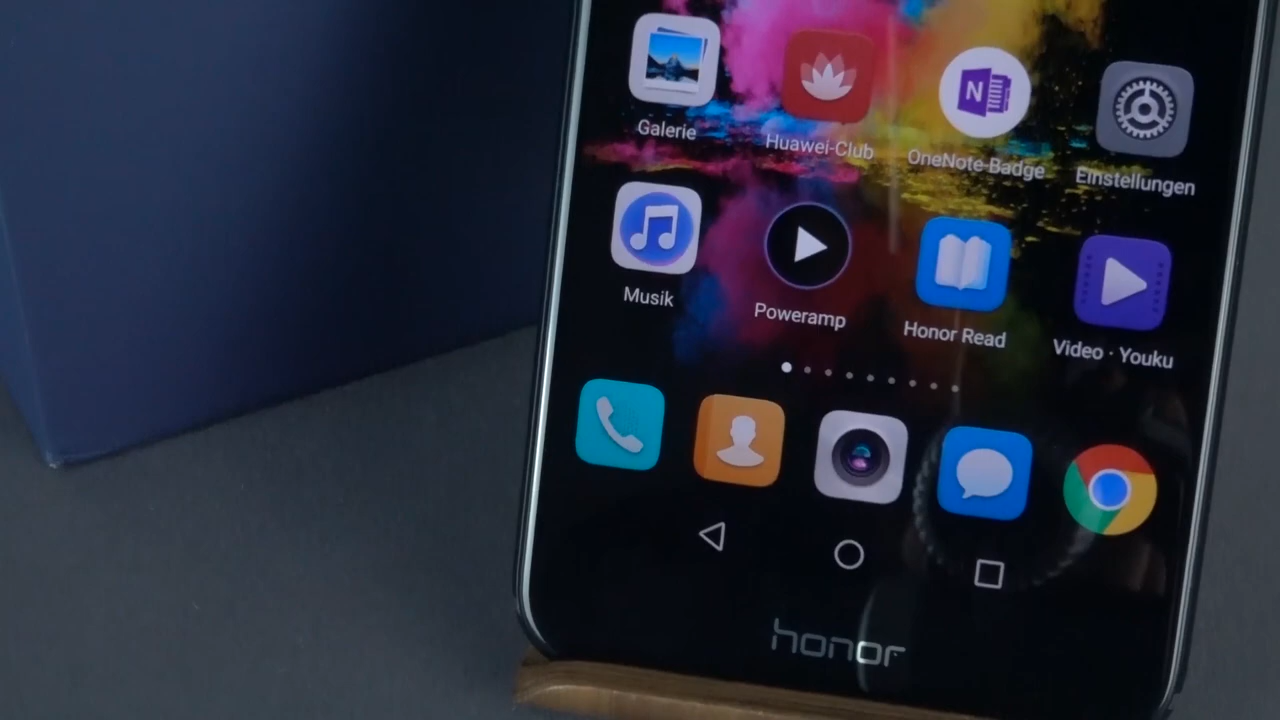 Galerie
Huawei-Club
OneNote-Badge
Einstellungen
N
Musik
Poweramp
Honor Read
Video · Youku
honor